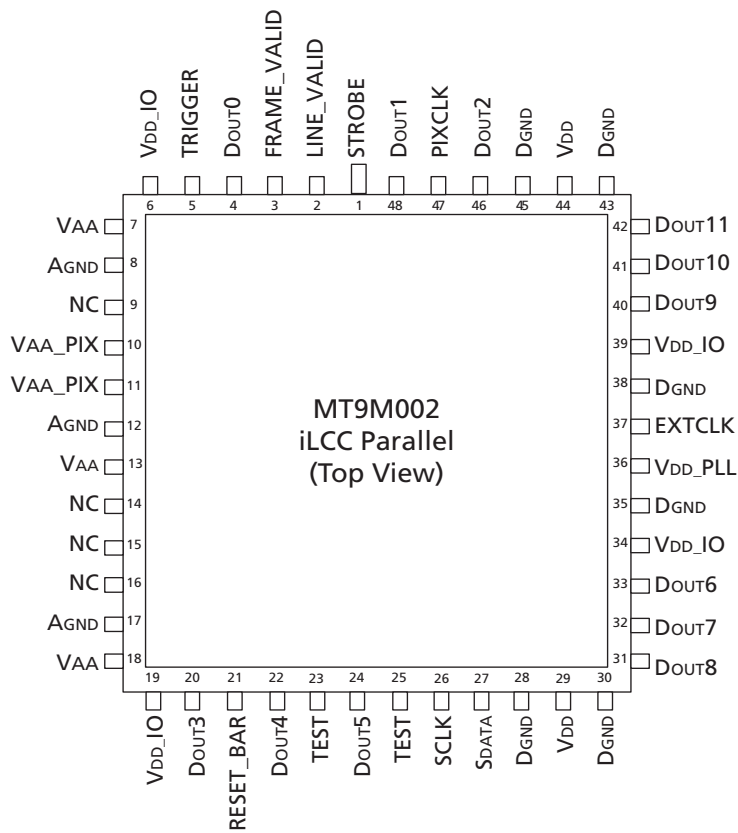 VDD_IO
TRIGGER
DOUT0
FRAME_VALID
LINE_VALID
STROBE
DOUT1
PIXCLK
DOUT2
DGND
VDD
DGND
6 5 4 3 2 1 48 47 46 45 44 43
VAA 7
AGND 8
NC 9
VAA_PIX 10
VAA_PIX 11
AGND 12
VAA 13
NC 14
NC 15
NC 16
AGND 17
VAA 18
MT9M002
iLCC Parallel
(Top View)
42 DOUT11
41 DOUT10
40 DOUT9
39 VDD_IO
38 DGND
37 EXTCLK
36 VDD_PLL
35 DGND
34 VDD_IO
33 DOUT6
32 DOUT7
31 DOUT8
19 20 21 22 23 24 25 26 27 28 29 30
VDD_IO
DOUT3
RESET_BAR
DOUT4
TEST
DOUT5
TEST
SCLK
SDATA
DGND
VDD
DGND